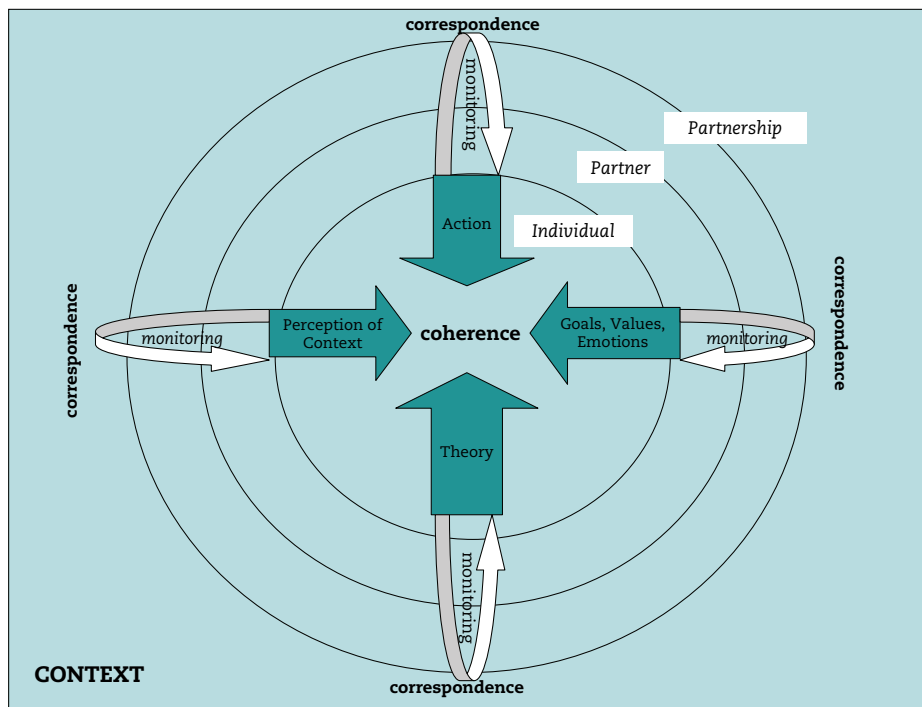 correspondence
monitoring
Partnership
Partner
Action
Individual
correspondence
monitoring
Perception of
Context
coherence
Goals, Values,
Emotions
monitoring
correspondence
Theory
monitoring
CONTEXT
correspondence